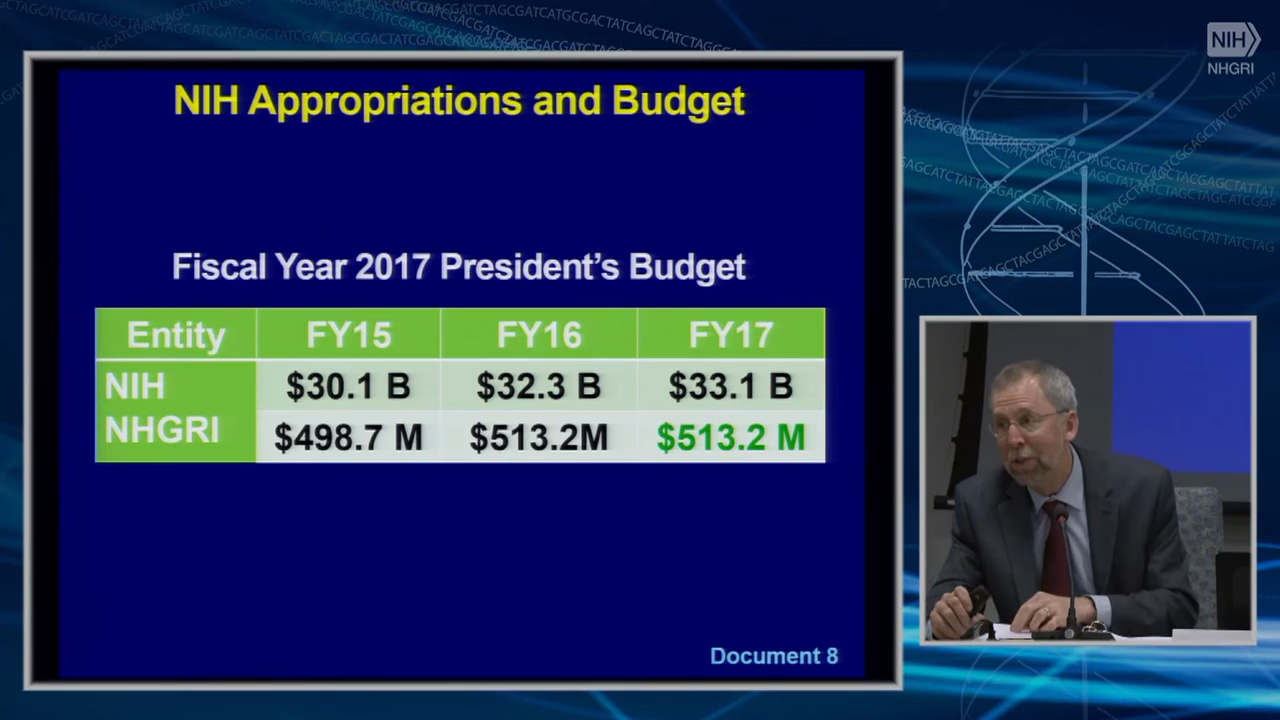 NIH
NHGRI
NIH Appropriations and Budget
Fiscal Year 2017 President's Budget
Entity FY15 FY16 FY17
NIH $30.1 B $32.3 B $33.1 B
NHGRI $498.7 M $513.2M $513.2 M
Document 8